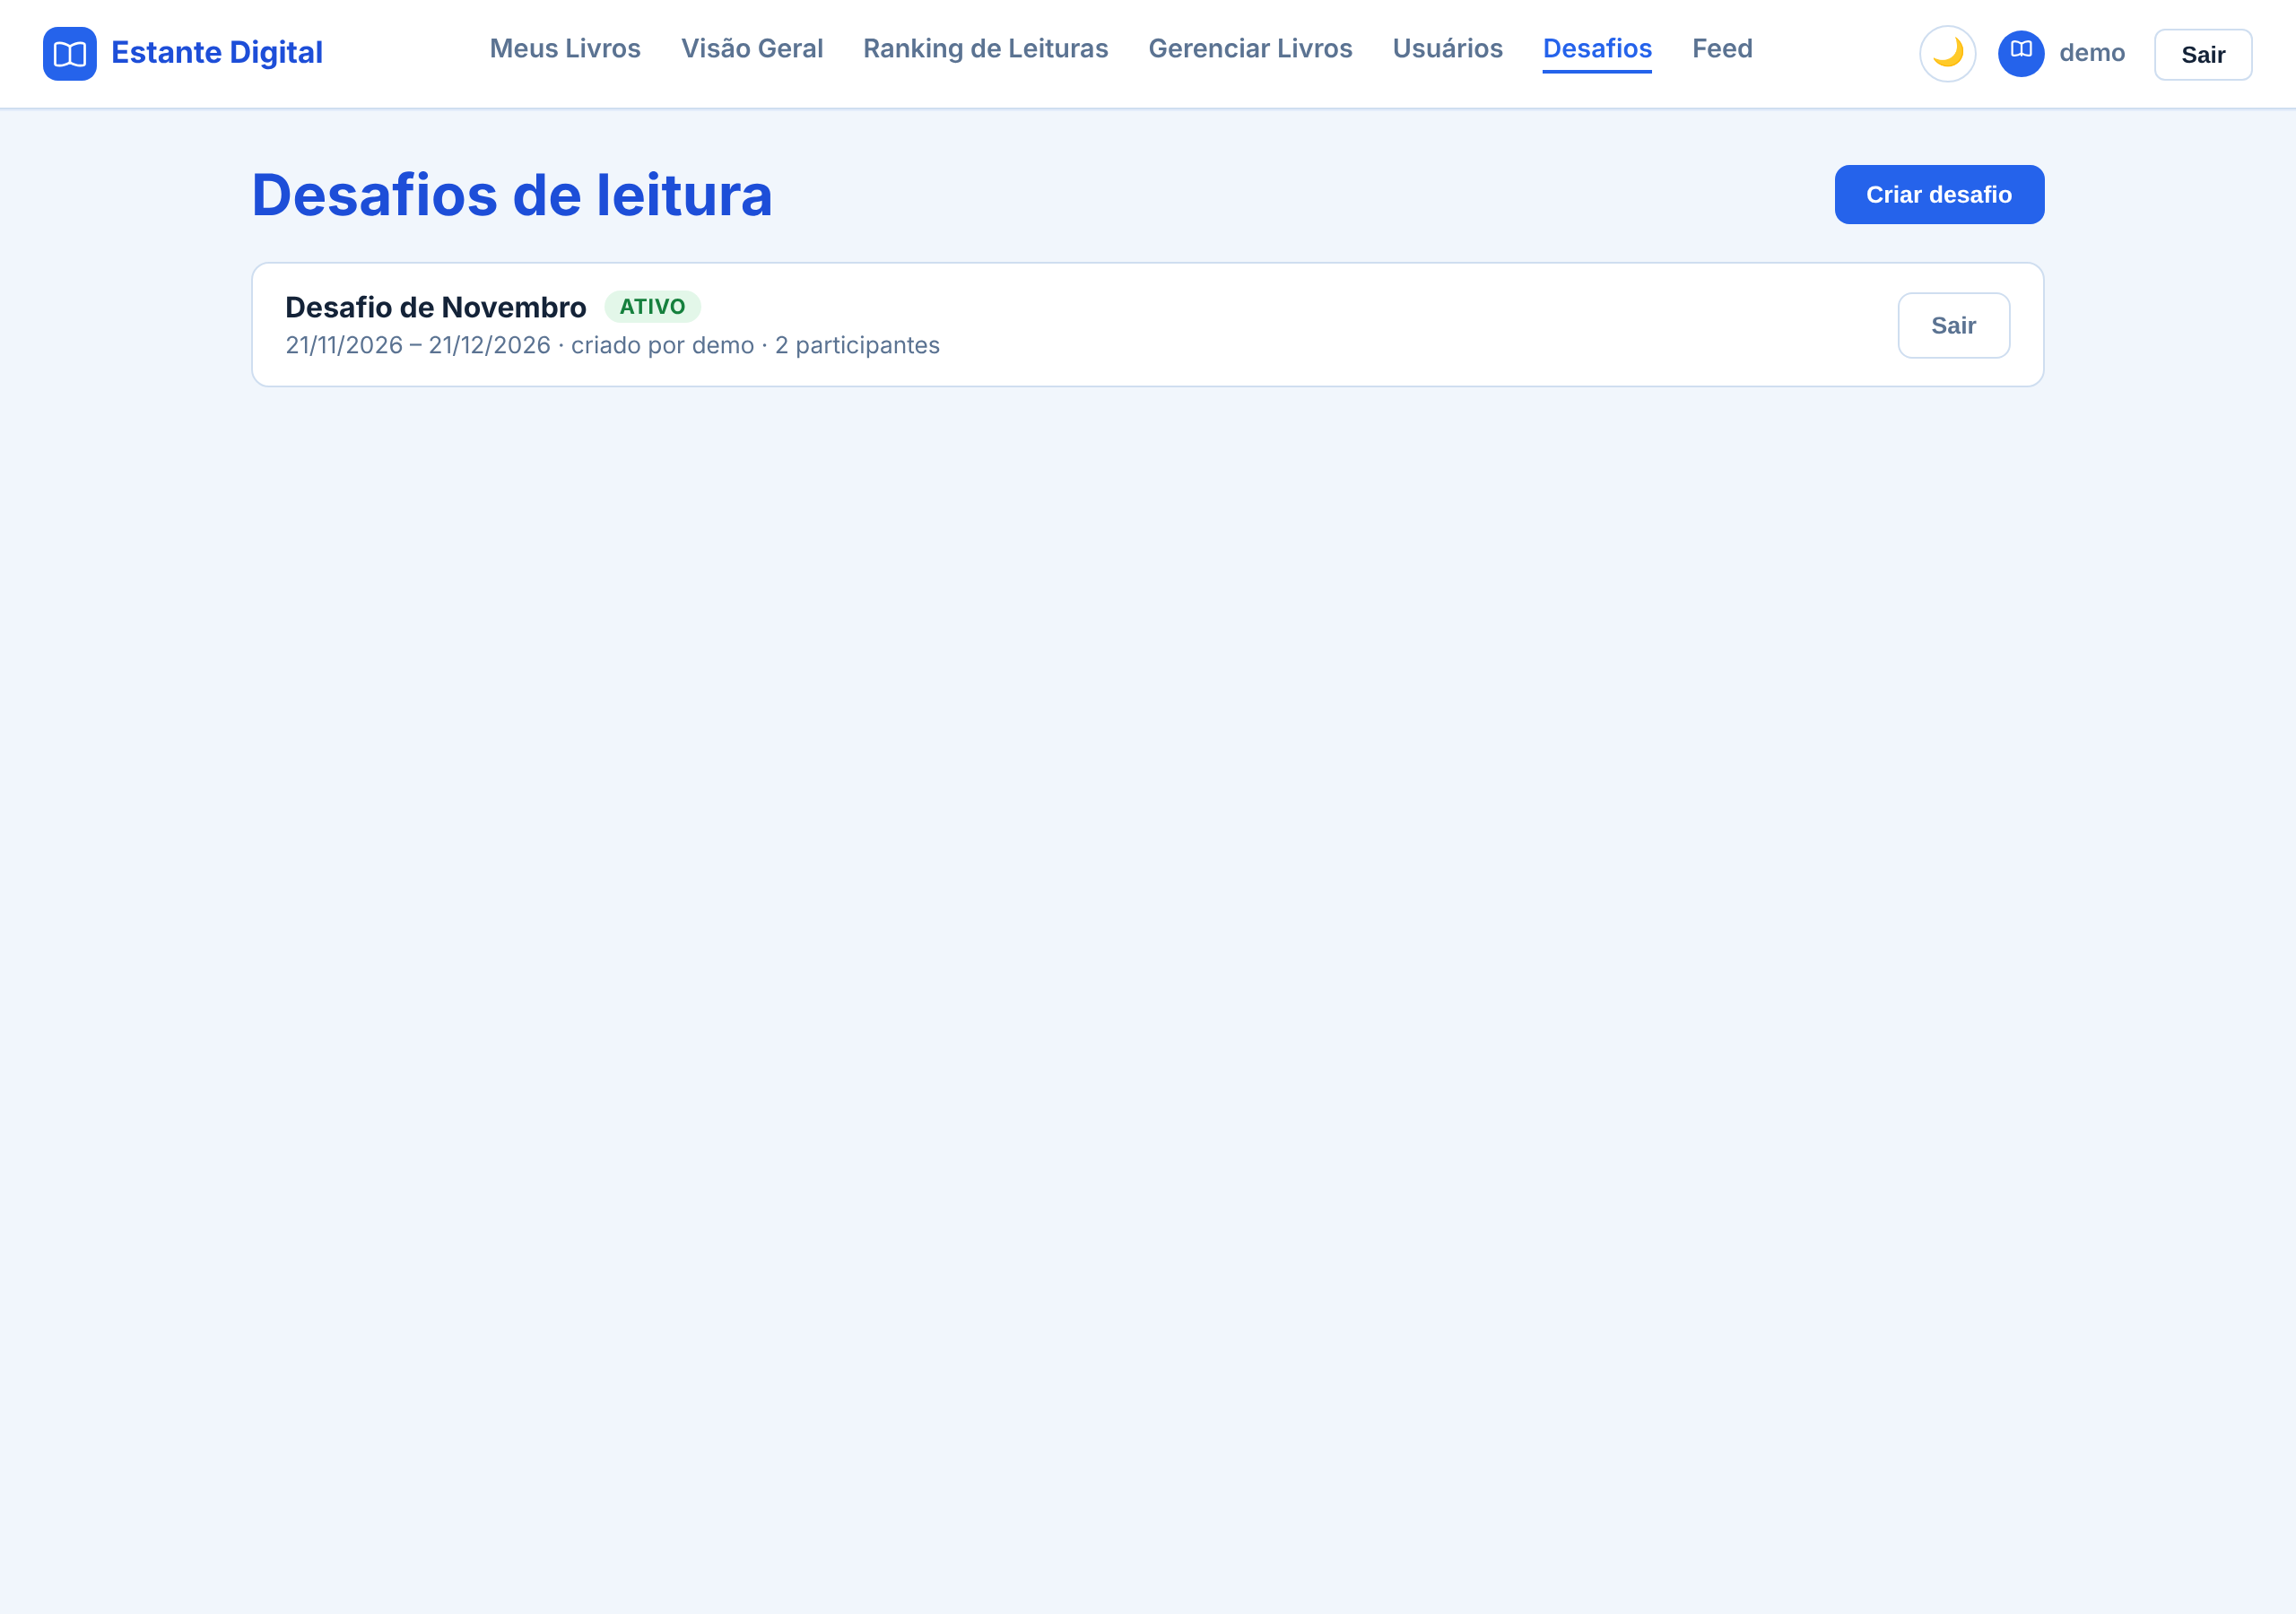 Estante Digital
Meus Livros Visão Geral Ranking de Leituras Gerenciar Livros Usuários Desafios Feed
demo
Sair
Desafios de leitura
Criar desafio
Desafio de Novembro ATIVO
21/11/2026 – 21/12/2026 · criado por demo · 2 participantes
Sair